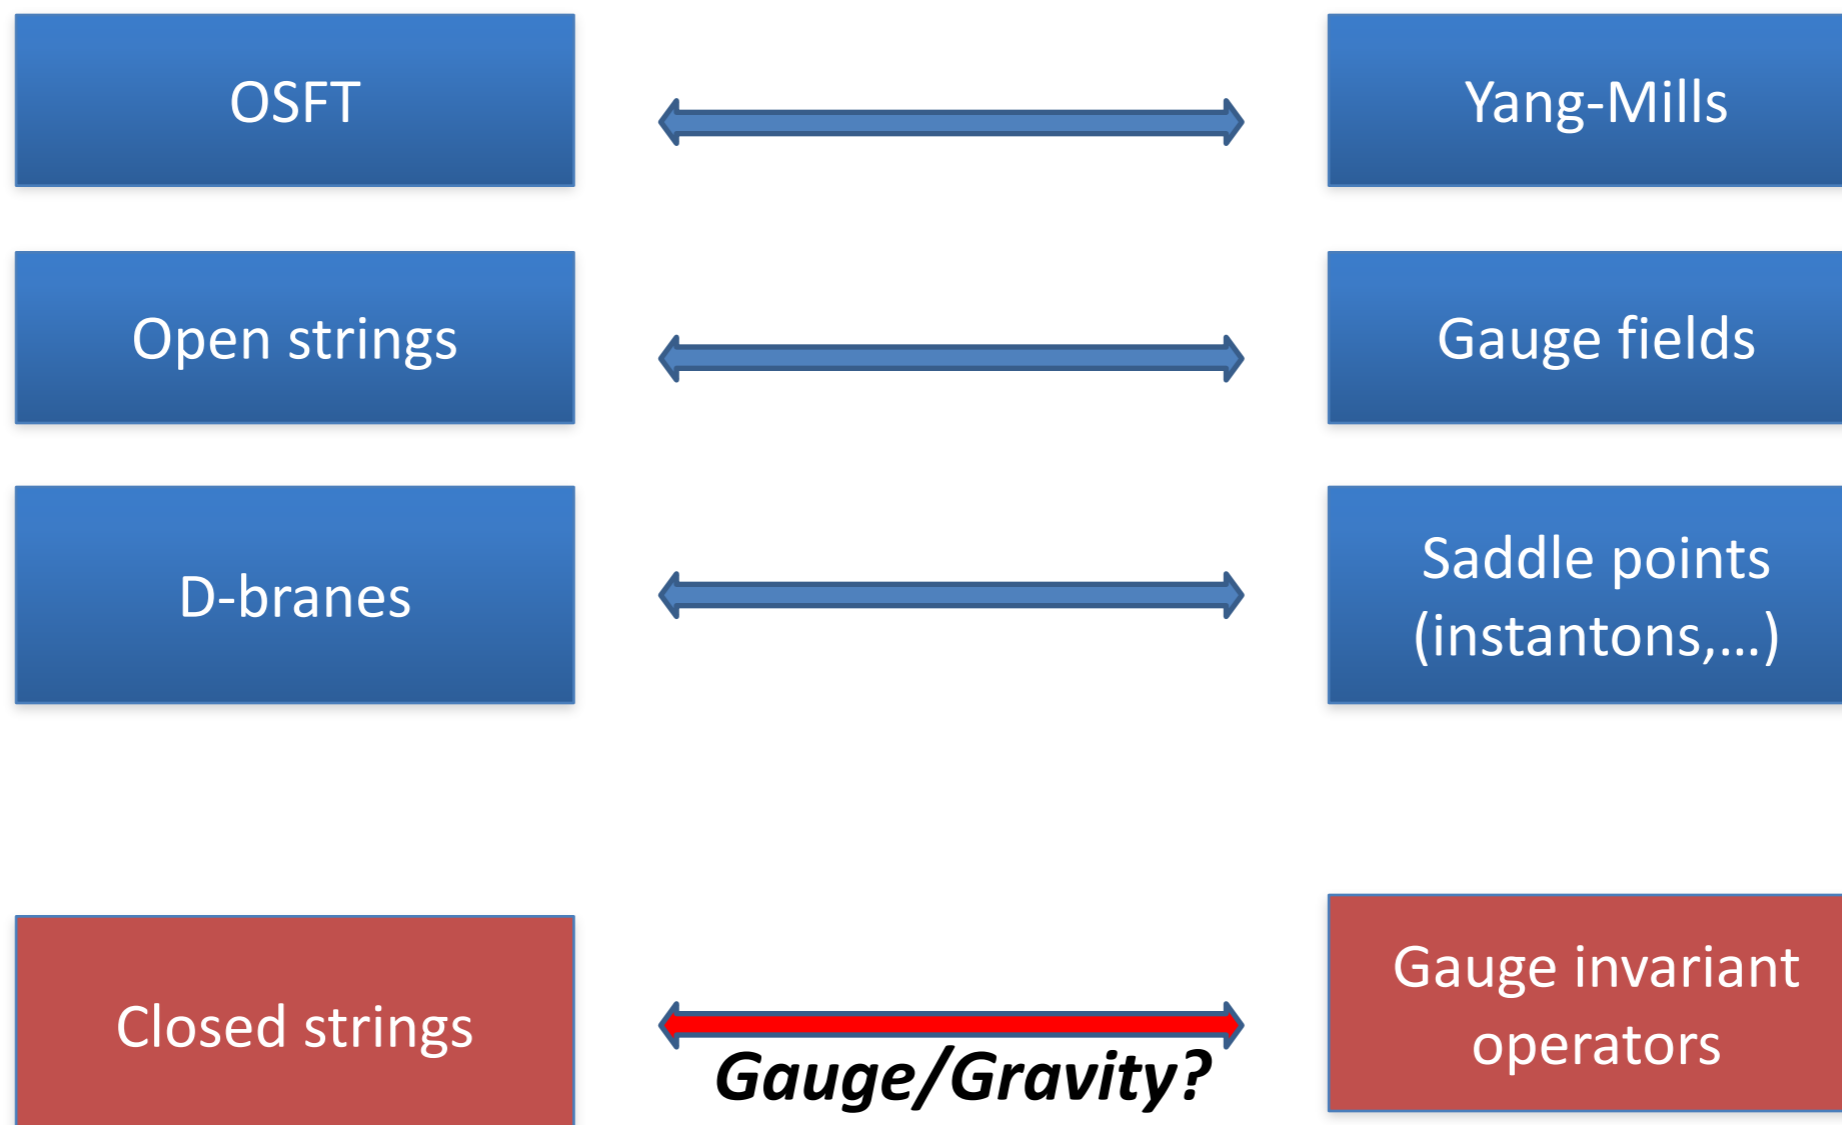 OSFT
Yang-Mills
Open strings
Gauge fields
D-branes
Saddle points
(instantons,...)
Closed strings
Gauge/Gravity?
Gauge invariant
operators